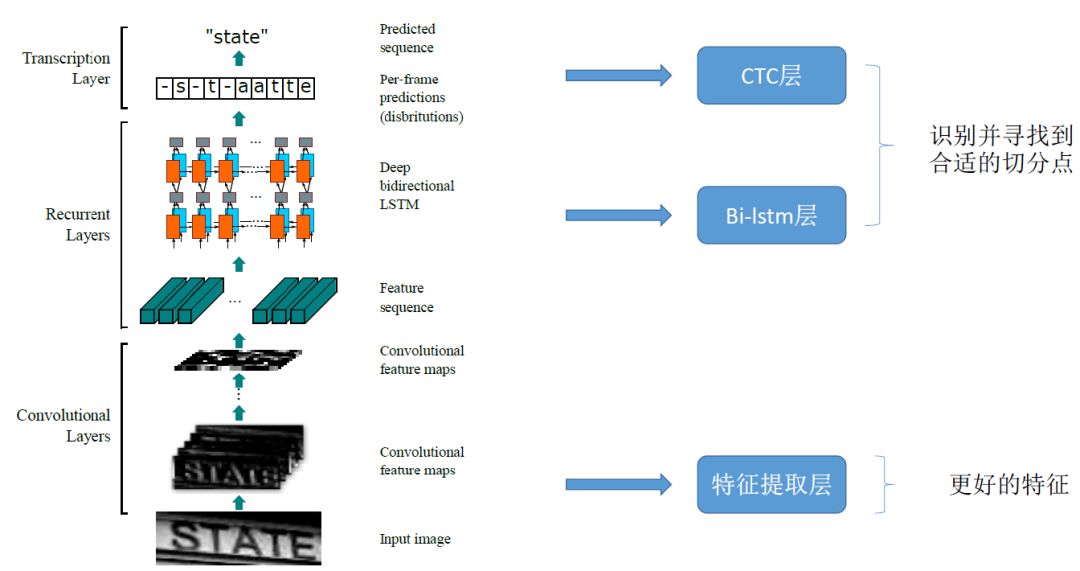 Transcription
Layer
"state"
- s - t - a a t t e
Predicted
sequence
Per-frame
predictions
(disbritutions)
Recurrent
Layers
Deep
bidirectional
LSTM
Feature
sequence
Convolutional
Layers
Convolutional
feature maps
Convolutional
feature maps
STATE
STATE
Input image
CTC层
Bi-lstm层
识别并寻找到
合适的切分点
特征提取层
更好的特征